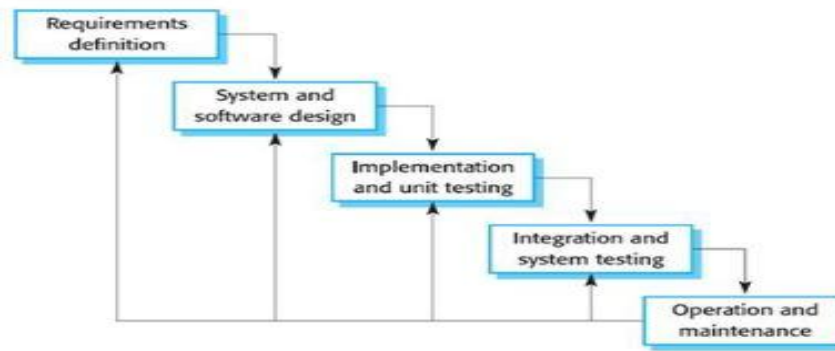 Requirements
definition
System and
software design
Implementation
and unit testing
Integration and
system testing
Operation and
maintenance